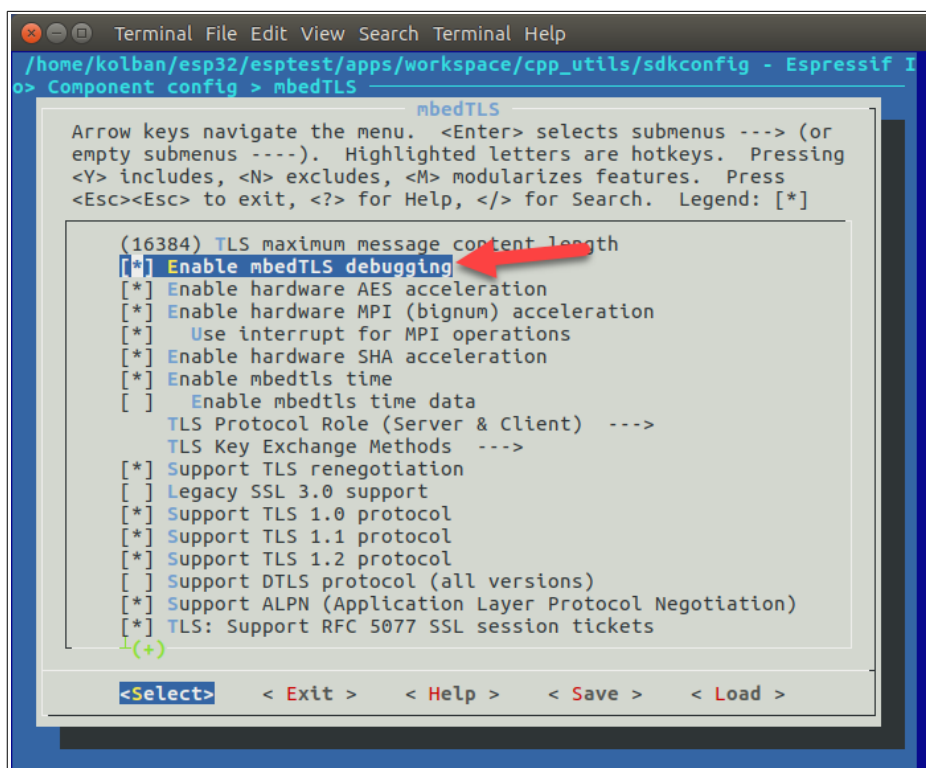 Terminal File Edit View Search Terminal Help
/home/kolban/esp32/esptest/apps/workspace/cpp_utils/sdkconfig - Espressif I
o> Component config > mbedTLS
mbedTLS
Arrow keys navigate the menu. <Enter> selects submenus ---> (or
empty submenus ----). Highlighted letters are hotkeys. Pressing
<Y> includes, <N> excludes, <M> modularizes features. Press
<Esc><Esc> to exit, <?> for Help, </> for Search. Legend: [*]
(16384) TLS maximum message content length
[*] Enable mbedTLS debugging
[*] Enable hardware AES acceleration
[*] Enable hardware MPI (bignum) acceleration
[*] Use interrupt for MPI operations
[*] Enable hardware SHA acceleration
[*] Enable mbedtls time
[ ] Enable mbedtls time data
TLS Protocol Role (Server & Client) --->
TLS Key Exchange Methods --->
[*] Support TLS renegotiation
[ ] Legacy SSL 3.0 support
[*] Support TLS 1.0 protocol
[*] Support TLS 1.1 protocol
[*] Support TLS 1.2 protocol
[ ] Support DTLS protocol (all versions)
[*] Support ALPN (Application Layer Protocol Negotiation)
[*] TLS: Support RFC 5077 SSL session tickets
┴(+)
<Select> < Exit > < Help > < Save > < Load >